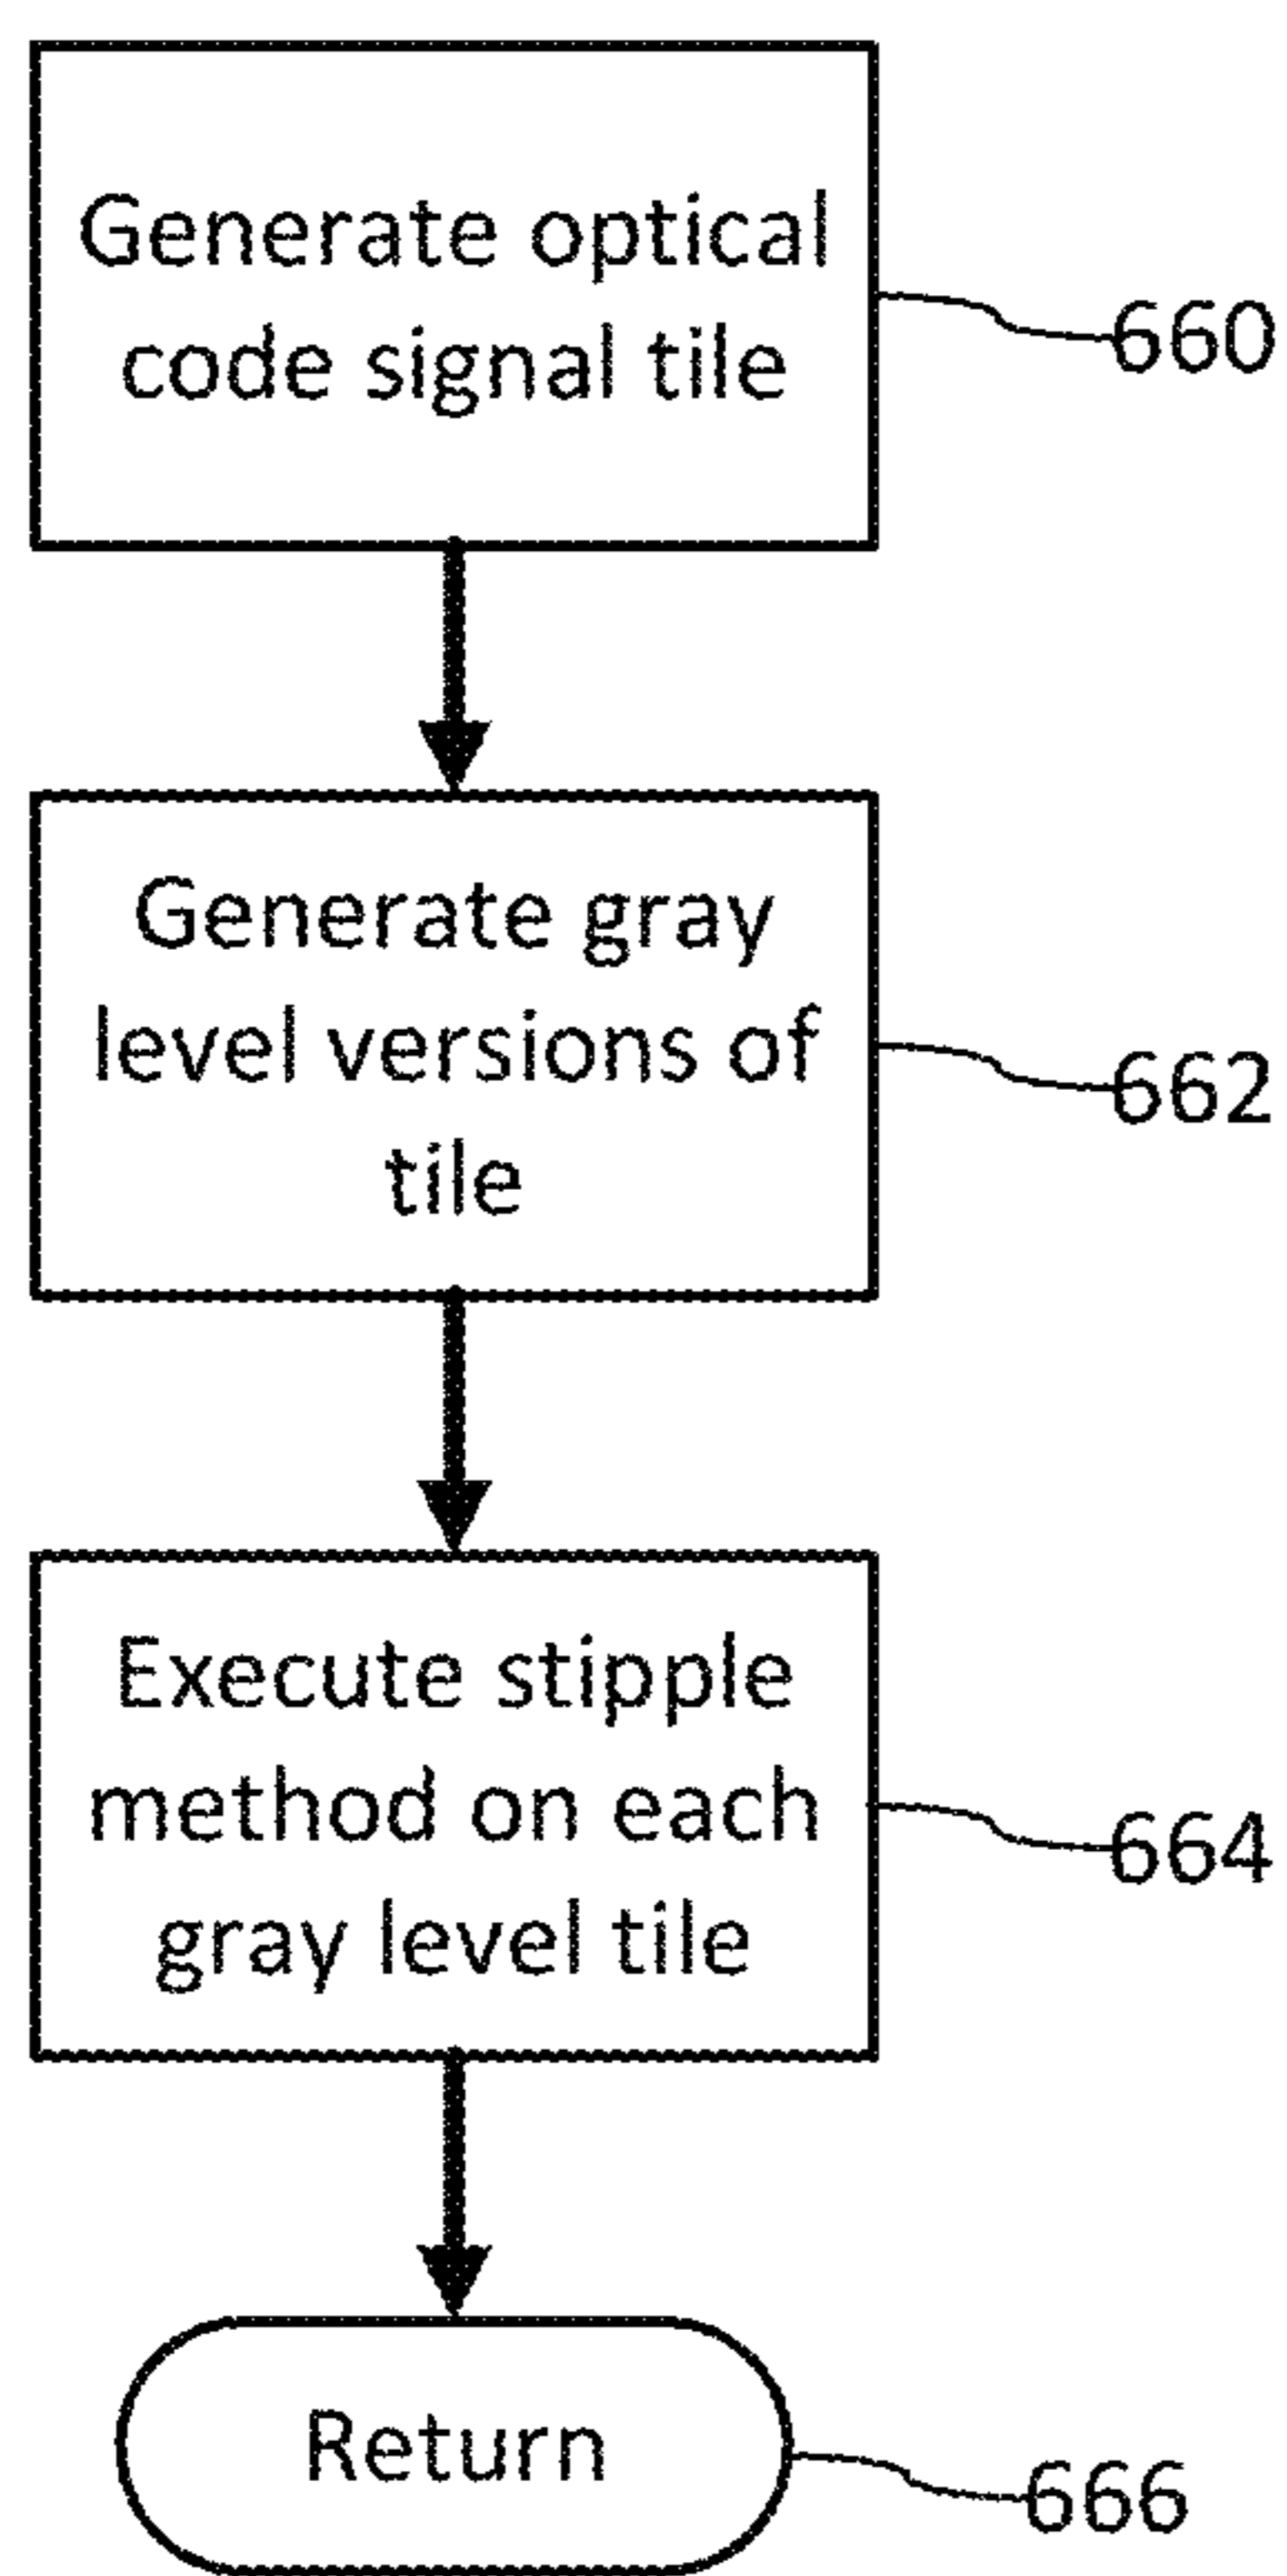 Generate optical
code signal tile
660
Generate gray
level versions of
tile
662
Execute stipple
method on each
gray level tile
664
Return
666